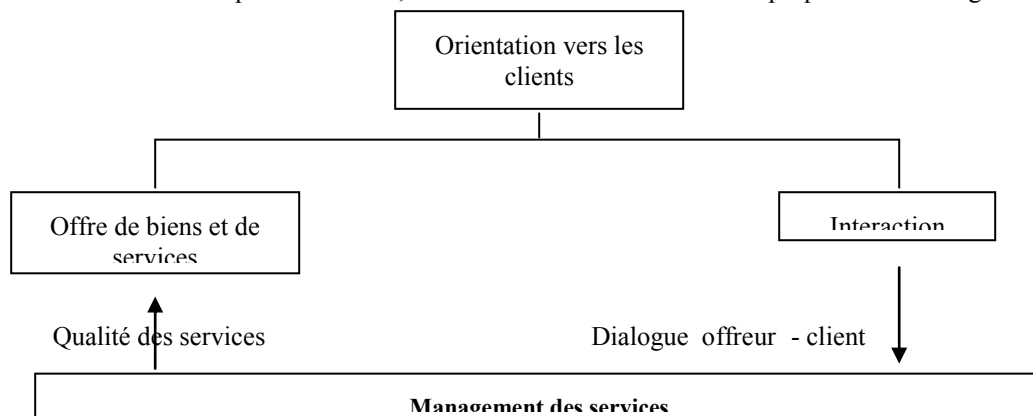 Orientation vers les
clients
Offre de biens et de
services
Interaction
Qualité des services
Dialogue offreur - client
Management des services